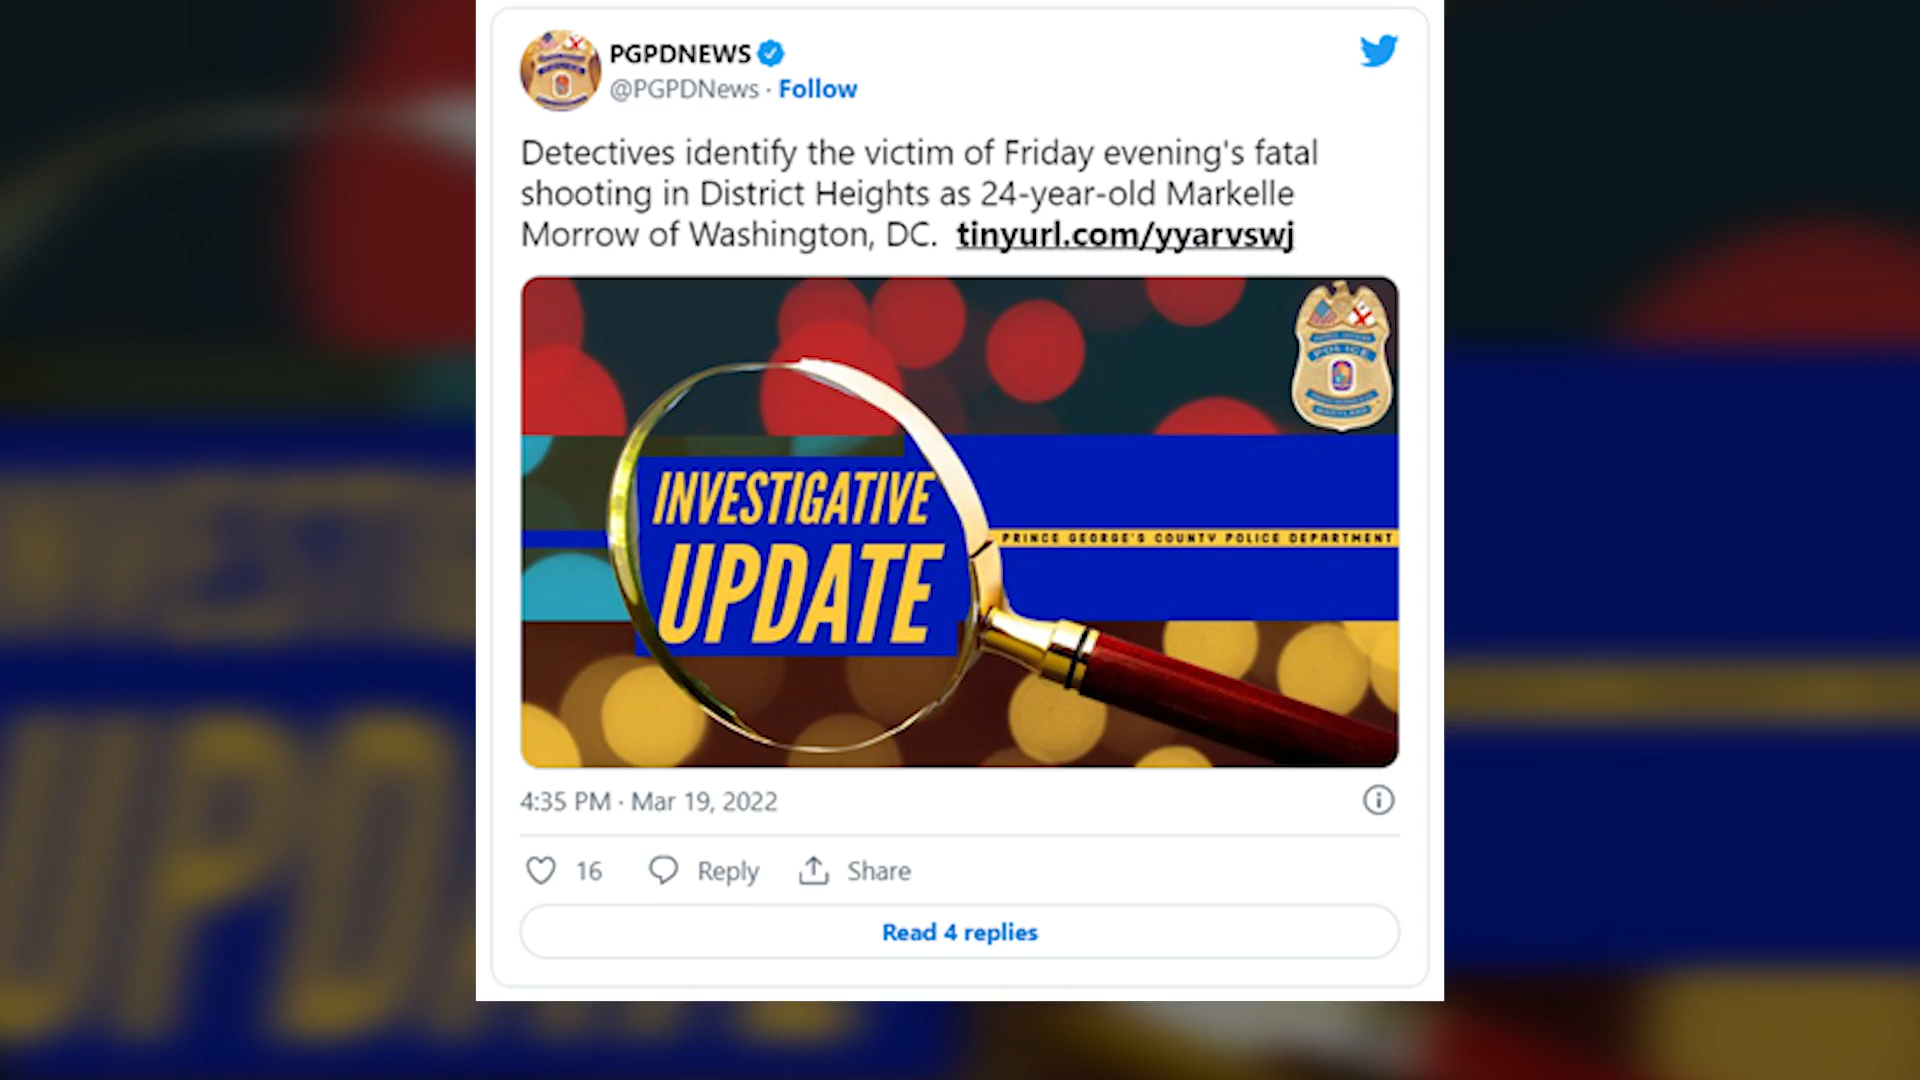 PGPDNEWS
@PGPDNews · Follow
Detectives identify the victim of Friday evening's fatal
shooting in District Heights as 24-year-old Markelle
Morrow of Washington, DC. tinyurl.com/yyarvswj
POLICE
INVESTIGATIVE
UPDATE
PRINCE GEORGE'S COUNTY POLICE DEPARTMENT
4:35 PM · Mar 19, 2022
16 Reply Share
Read 4 replies